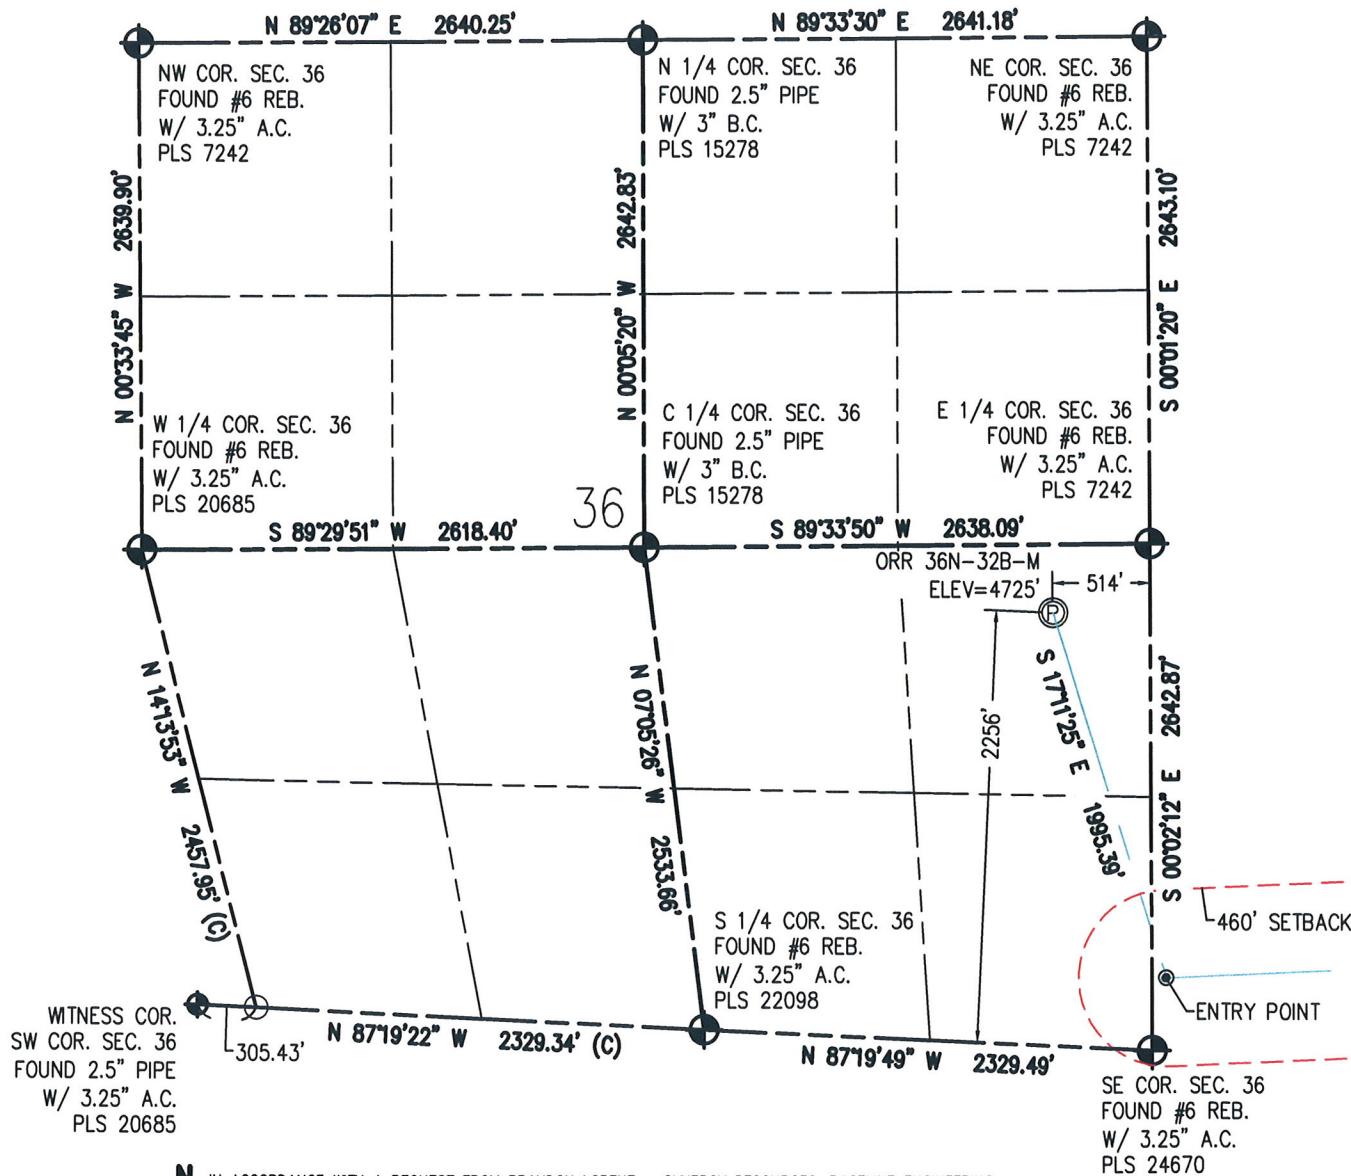 N 89°26'07" E 2640.25'
N 89°33'30" E 2641.18'
NW COR. SEC. 36
FOUND #6 REB.
W/ 3.25" A.C.
PLS 7242
N 1/4 COR. SEC. 36
FOUND 2.5" PIPE
W/ 3" B.C.
PLS 15278
NE COR. SEC. 36
FOUND #6 REB.
W/ 3.25" A.C.
PLS 7242
N 00°33'45" W 2639.90'
N 00°05'20" W 2642.83'
S 00°01'20" E 2643.10'
W 1/4 COR. SEC. 36
FOUND #6 REB.
W/ 3.25" A.C.
PLS 20685
C 1/4 COR. SEC. 36
FOUND 2.5" PIPE
W/ 3" B.C.
PLS 15278
E 1/4 COR. SEC. 36
FOUND #6 REB.
W/ 3.25" A.C.
PLS 7242
36
S 89°29'51" W 2618.40'
S 89°33'50" W 2638.09'
ORR 36N-32B-M
ELEV=4725'
514'
P
2256'
S 17°11'25" E 1995.39'
S 00°02'12" E 2642.87'
N 14°13'53" W 2457.95' (C)
N 07°05'26" W 2533.66'
460' SETBACK
ENTRY POINT
S 1/4 COR. SEC. 36
FOUND #6 REB.
W/ 3.25" A.C.
PLS 22098
WITNESS COR.
SW COR. SEC. 36
FOUND 2.5" PIPE
W/ 3.25" A.C.
PLS 20685
305.43'
N 87°19'22" W 2329.34' (C)
N 87°19'49" W 2329.49'
SE COR. SEC. 36
FOUND #6 REB.
W/ 3.25" A.C.
PLS 24670
N